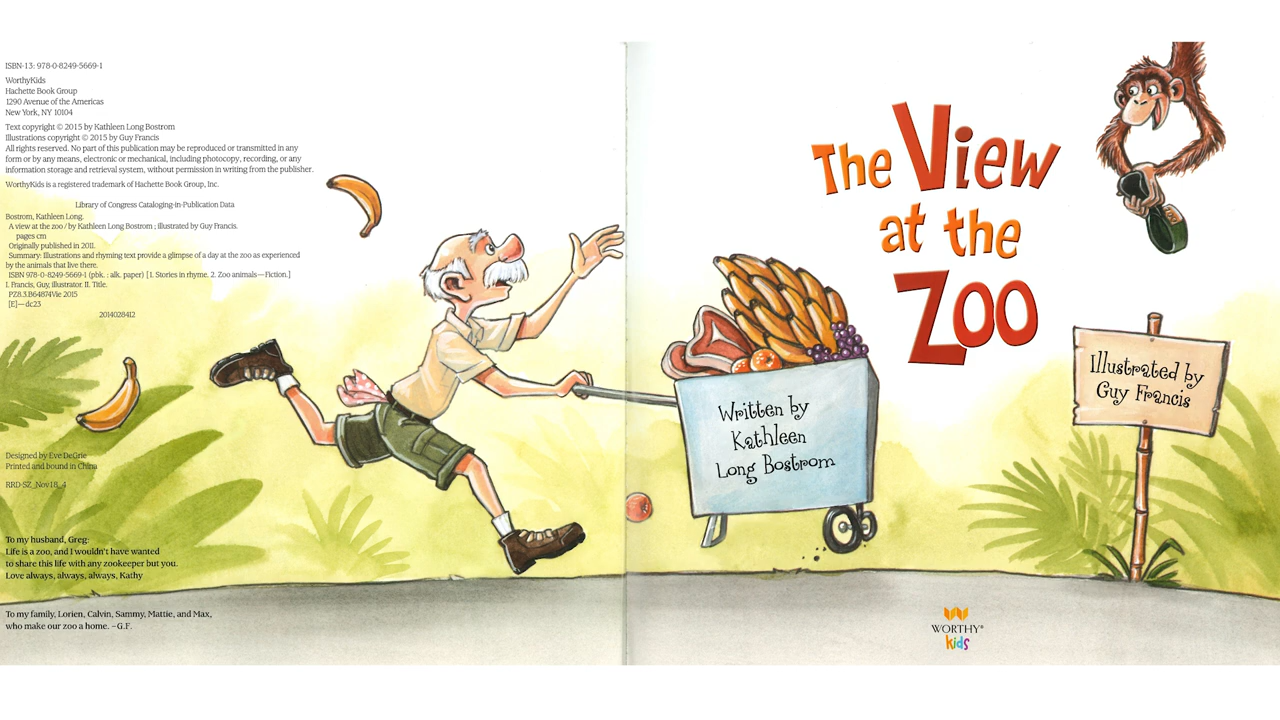 ISBN-13: 978-0-8249-5669-1
WorthyKids
Hachette Book Group
1290 Avenue of the Americas
New York, NY 10104
Text copyright © 2015 by Kathleen Long Bostrom
Illustrations copyright © 2015 by Guy Francis
All rights reserved. No part of this publication may be reproduced or transmitted in any
form or by any means, electronic or mechanical, including photocopy, recording, or any
information storage and retrieval system, without permission in writing from the publisher.
WorthyKids is a registered trademark of Hachette Book Group, Inc.
Library of Congress Cataloging-in-Publication Data
Bostrom, Kathleen Long.
A view at the zoo / by Kathleen Long Bostrom ; illustrated by Guy Francis.
pages cm
Originally published in 2011.
Summary: Illustrations and rhyming text provide a glimpse of a day at the zoo as experienced
by the animals that live there.
ISBN 978-0-8249-5669-1 (pbk. : alk. paper) [1. Stories in rhyme. 2. Zoo animals—Fiction.]
I. Francis, Guy, illustrator. II. Title.
PZ8.3.B64874Vie 2015
[E]—dc23
2014028412
Designed by Eve DeGrie
Printed and bound in China
RRD-SZ_Nov18_4
To my husband, Greg:
Life is a zoo, and I wouldn't have wanted
to share this life with any zookeeper but you.
Love always, always, always, Kathy
To my family, Lorien, Calvin, Sammy, Mattie, and Max,
who make our zoo a home. –G.F.
The View
at the
Zoo
Written by
Kathleen
Long Bostrom
Illustrated by
Guy Francis
WORTHY®
kids